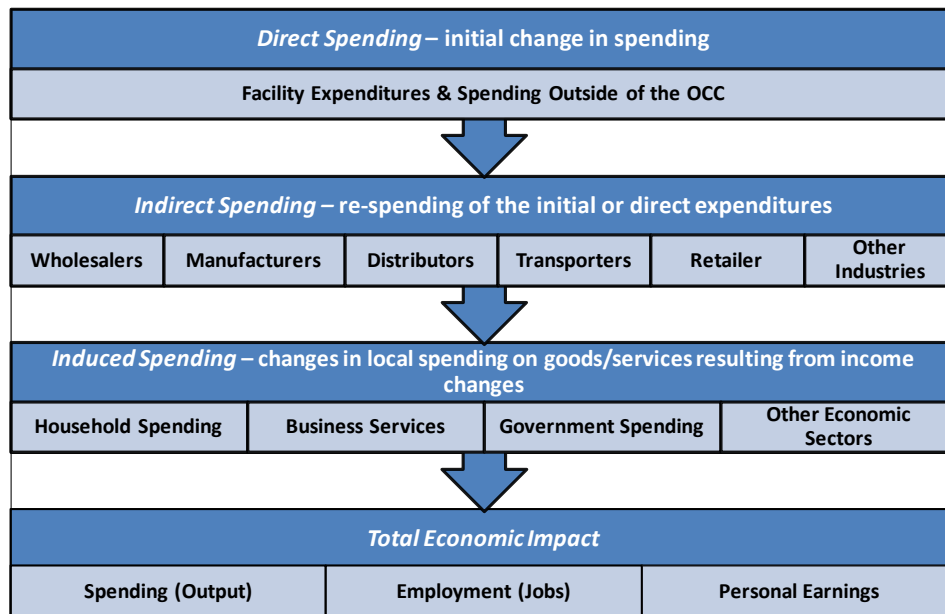 Direct Spending – initial change in spending
Facility Expenditures & Spending Outside of the OCC
Indirect Spending – re-spending of the initial or direct expenditures
Wholesalers
Manufacturers
Distributors
Transporters
Retailer
Other
Industries
Induced Spending – changes in local spending on goods/services resulting from income
changes
Household Spending
Business Services
Government Spending
Other Economic
Sectors
Total Economic Impact
Spending (Output)
Employment (Jobs)
Personal Earnings